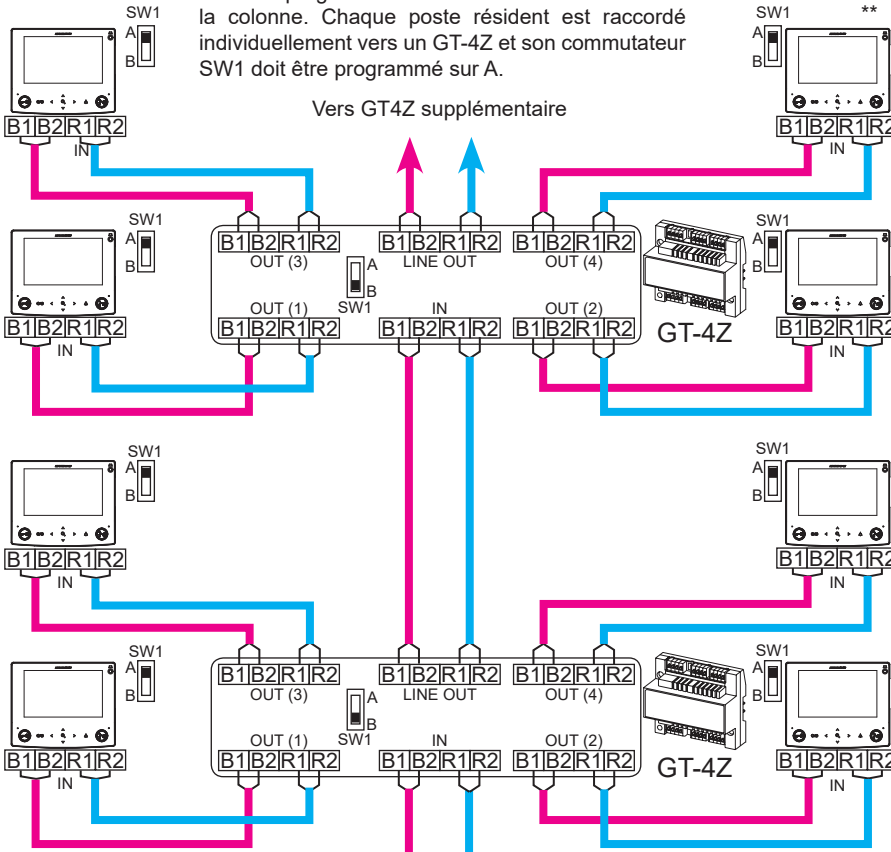 SW1
A
B
la colonne. Chaque poste résident est raccordé
individuellement vers un GT-4Z et son commutateur
SW1 doit être programmé sur A.
SW1
**
A
B
Vers GT4Z supplémentaire
B1 B2 R1 R2
IN
B1 B2 R1 R2
IN
SW1
A
B
SW1
A
B
B1 B2 R1 R2
OUT (3)
B1 B2 R1 R2
LINE OUT
B1 B2 R1 R2
OUT (4)
A
B
SW1
OUT (1)
B1 B2 R1 R2
IN
B1 B2 R1 R2
OUT (2)
B1 B2 R1 R2
GT-4Z
B1 B2 R1 R2
IN
B1 B2 R1 R2
IN
SW1
A
B
SW1
A
B
B1 B2 R1 R2
IN
B1 B2 R1 R2
IN
SW1
A
B
SW1
A
B
B1 B2 R1 R2
OUT (3)
B1 B2 R1 R2
LINE OUT
B1 B2 R1 R2
OUT (4)
A
B
SW1
OUT (1)
B1 B2 R1 R2
IN
B1 B2 R1 R2
OUT (2)
B1 B2 R1 R2
GT-4Z
B1 B2 R1 R2
IN
B1 B2 R1 R2
IN